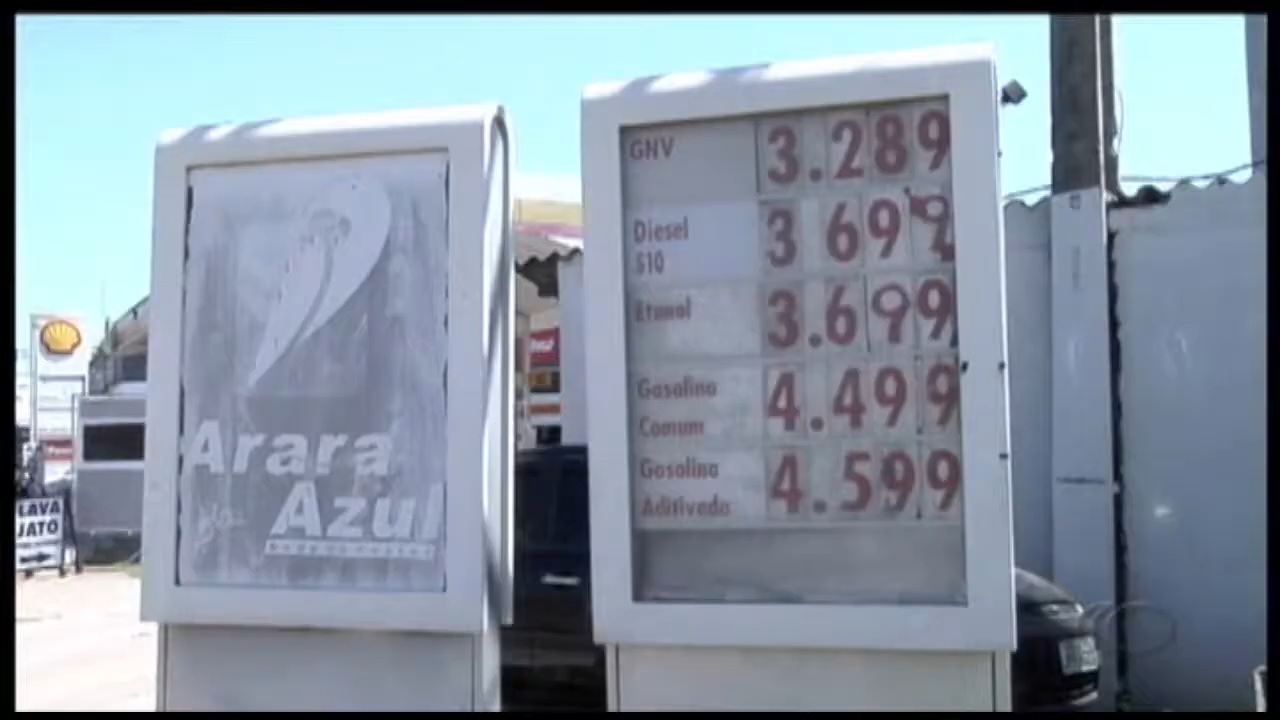 Arara
Azul
GNV 3.289
Diesel
S10
3.69
Etanol 3.699
Gasolina
Comum
4.499
Gasolina
Aditivada
4.599
LAVA
JATO